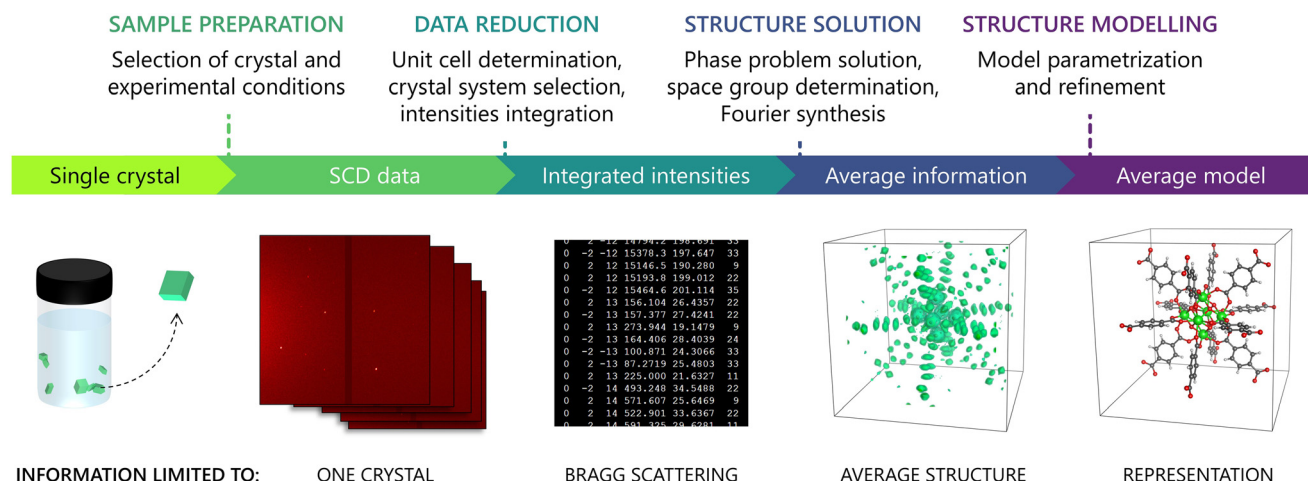 SAMPLE PREPARATION
Selection of crystal and
experimental conditions
DATA REDUCTION
Unit cell determination,
crystal system selection,
intensities integration
STRUCTURE SOLUTION
Phase problem solution,
space group determination,
Fourier synthesis
STRUCTURE MODELLING
Model parametrization
and refinement
Single crystal
SCD data
Integrated intensities
Average information
Average model
0 2 -12 14794.2 198.691 33
0 -2 -12 15378.3 197.647 33
0 2 12 15146.5 190.280 9
0 2 12 15193.8 199.012 22
0 -2 12 15464.6 201.114 35
0 2 13 156.104 26.4357 22
0 -2 13 157.377 27.4241 22
0 2 13 273.944 19.1479 9
0 -2 13 164.406 28.4039 24
0 -2 -13 100.871 24.3066 33
0 2 -13 87.2719 25.4803 33
0 2 13 225.000 21.6327 11
0 -2 14 493.248 34.5488 22
0 2 14 571.607 25.6469 9
0 2 14 522.901 33.6367 22
0 2 14 591.325 29.6281 11
INFORMATION LIMITED TO:
ONE CRYSTAL
BRAGG SCATTERING
AVERAGE STRUCTURE
REPRESENTATION